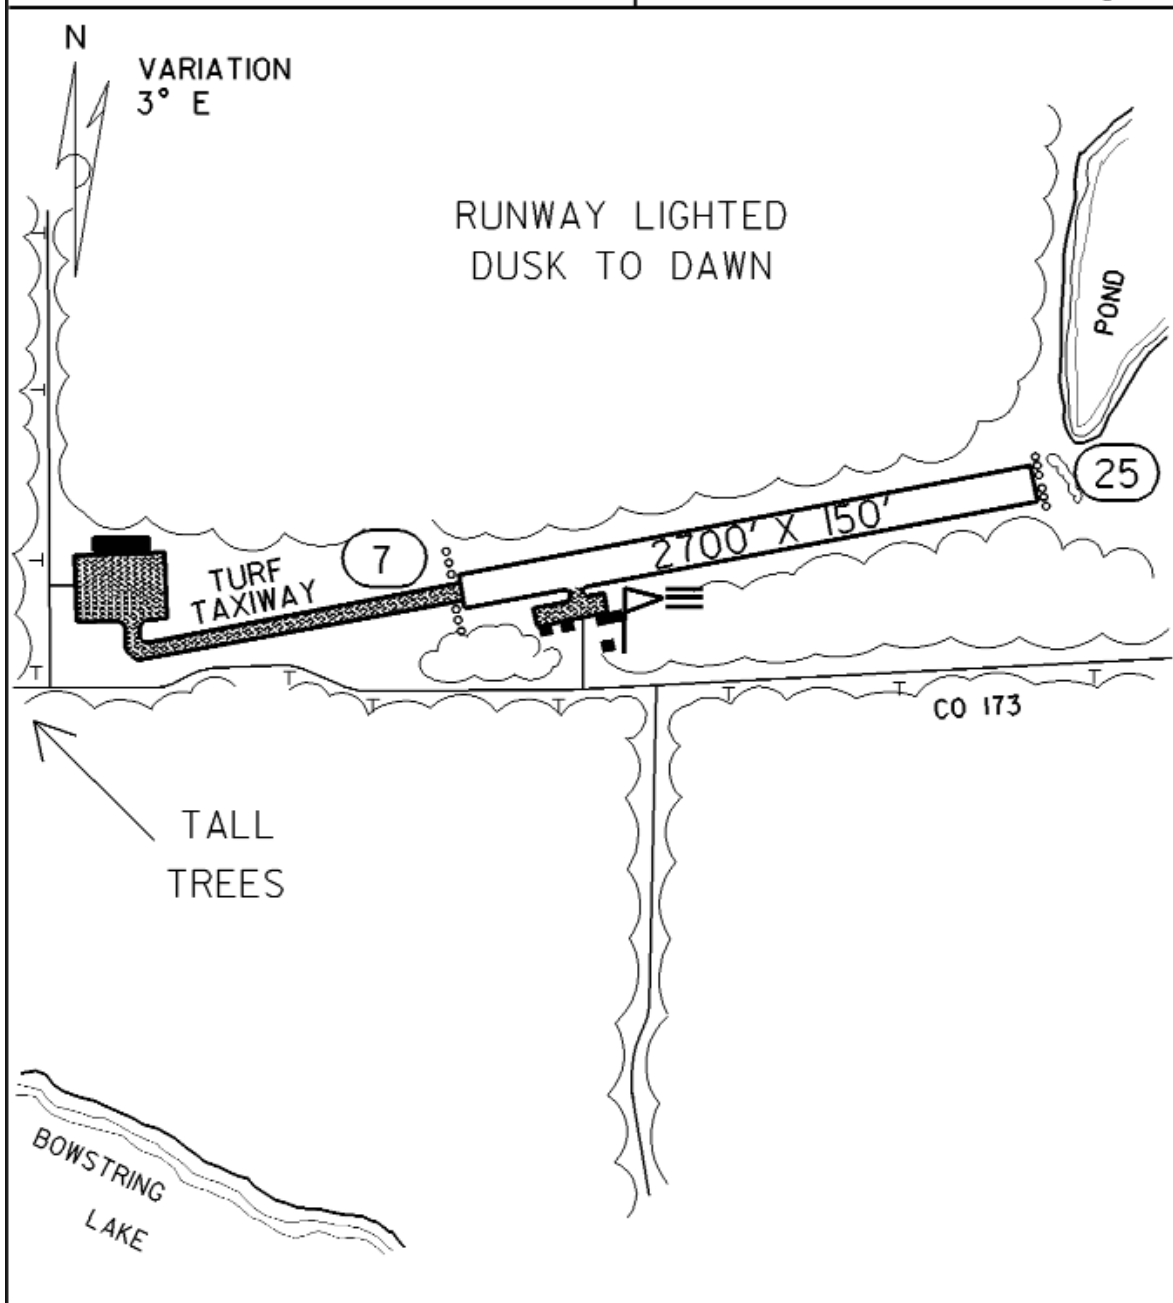 N
VARIATION
3° E
RUNWAY LIGHTED
DUSK TO DAWN
POND
25
2700' X 150'
7
TURF
TAXIWAY
CO 173
TALL
TREES
BOWSTRING
LAKE